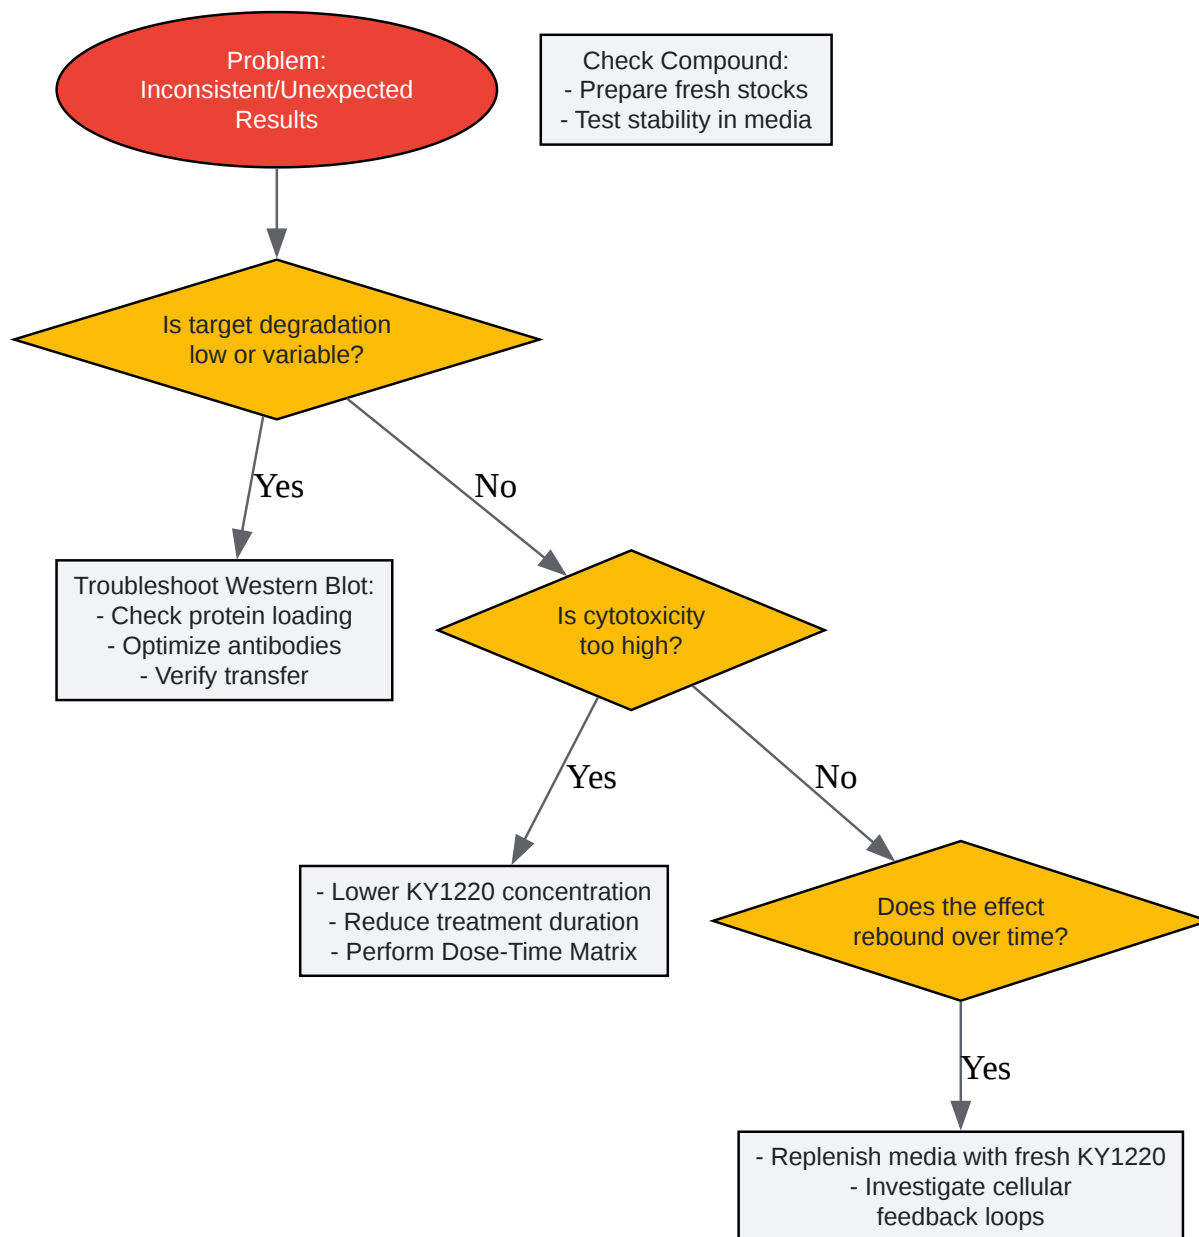 Problem:
Inconsistent/Unexpected
Results
Check Compound:
- Prepare fresh stocks
- Test stability in media
Is target degradation
low or variable?
Yes
No
Troubleshoot Western Blot:
- Check protein loading
- Optimize antibodies
- Verify transfer
Is cytotoxicity
too high?
Yes
No
- Lower KY1220 concentration
- Reduce treatment duration
- Perform Dose-Time Matrix
Does the effect
rebound over time?
Yes
- Replenish media with fresh KY1220
- Investigate cellular
feedback loops